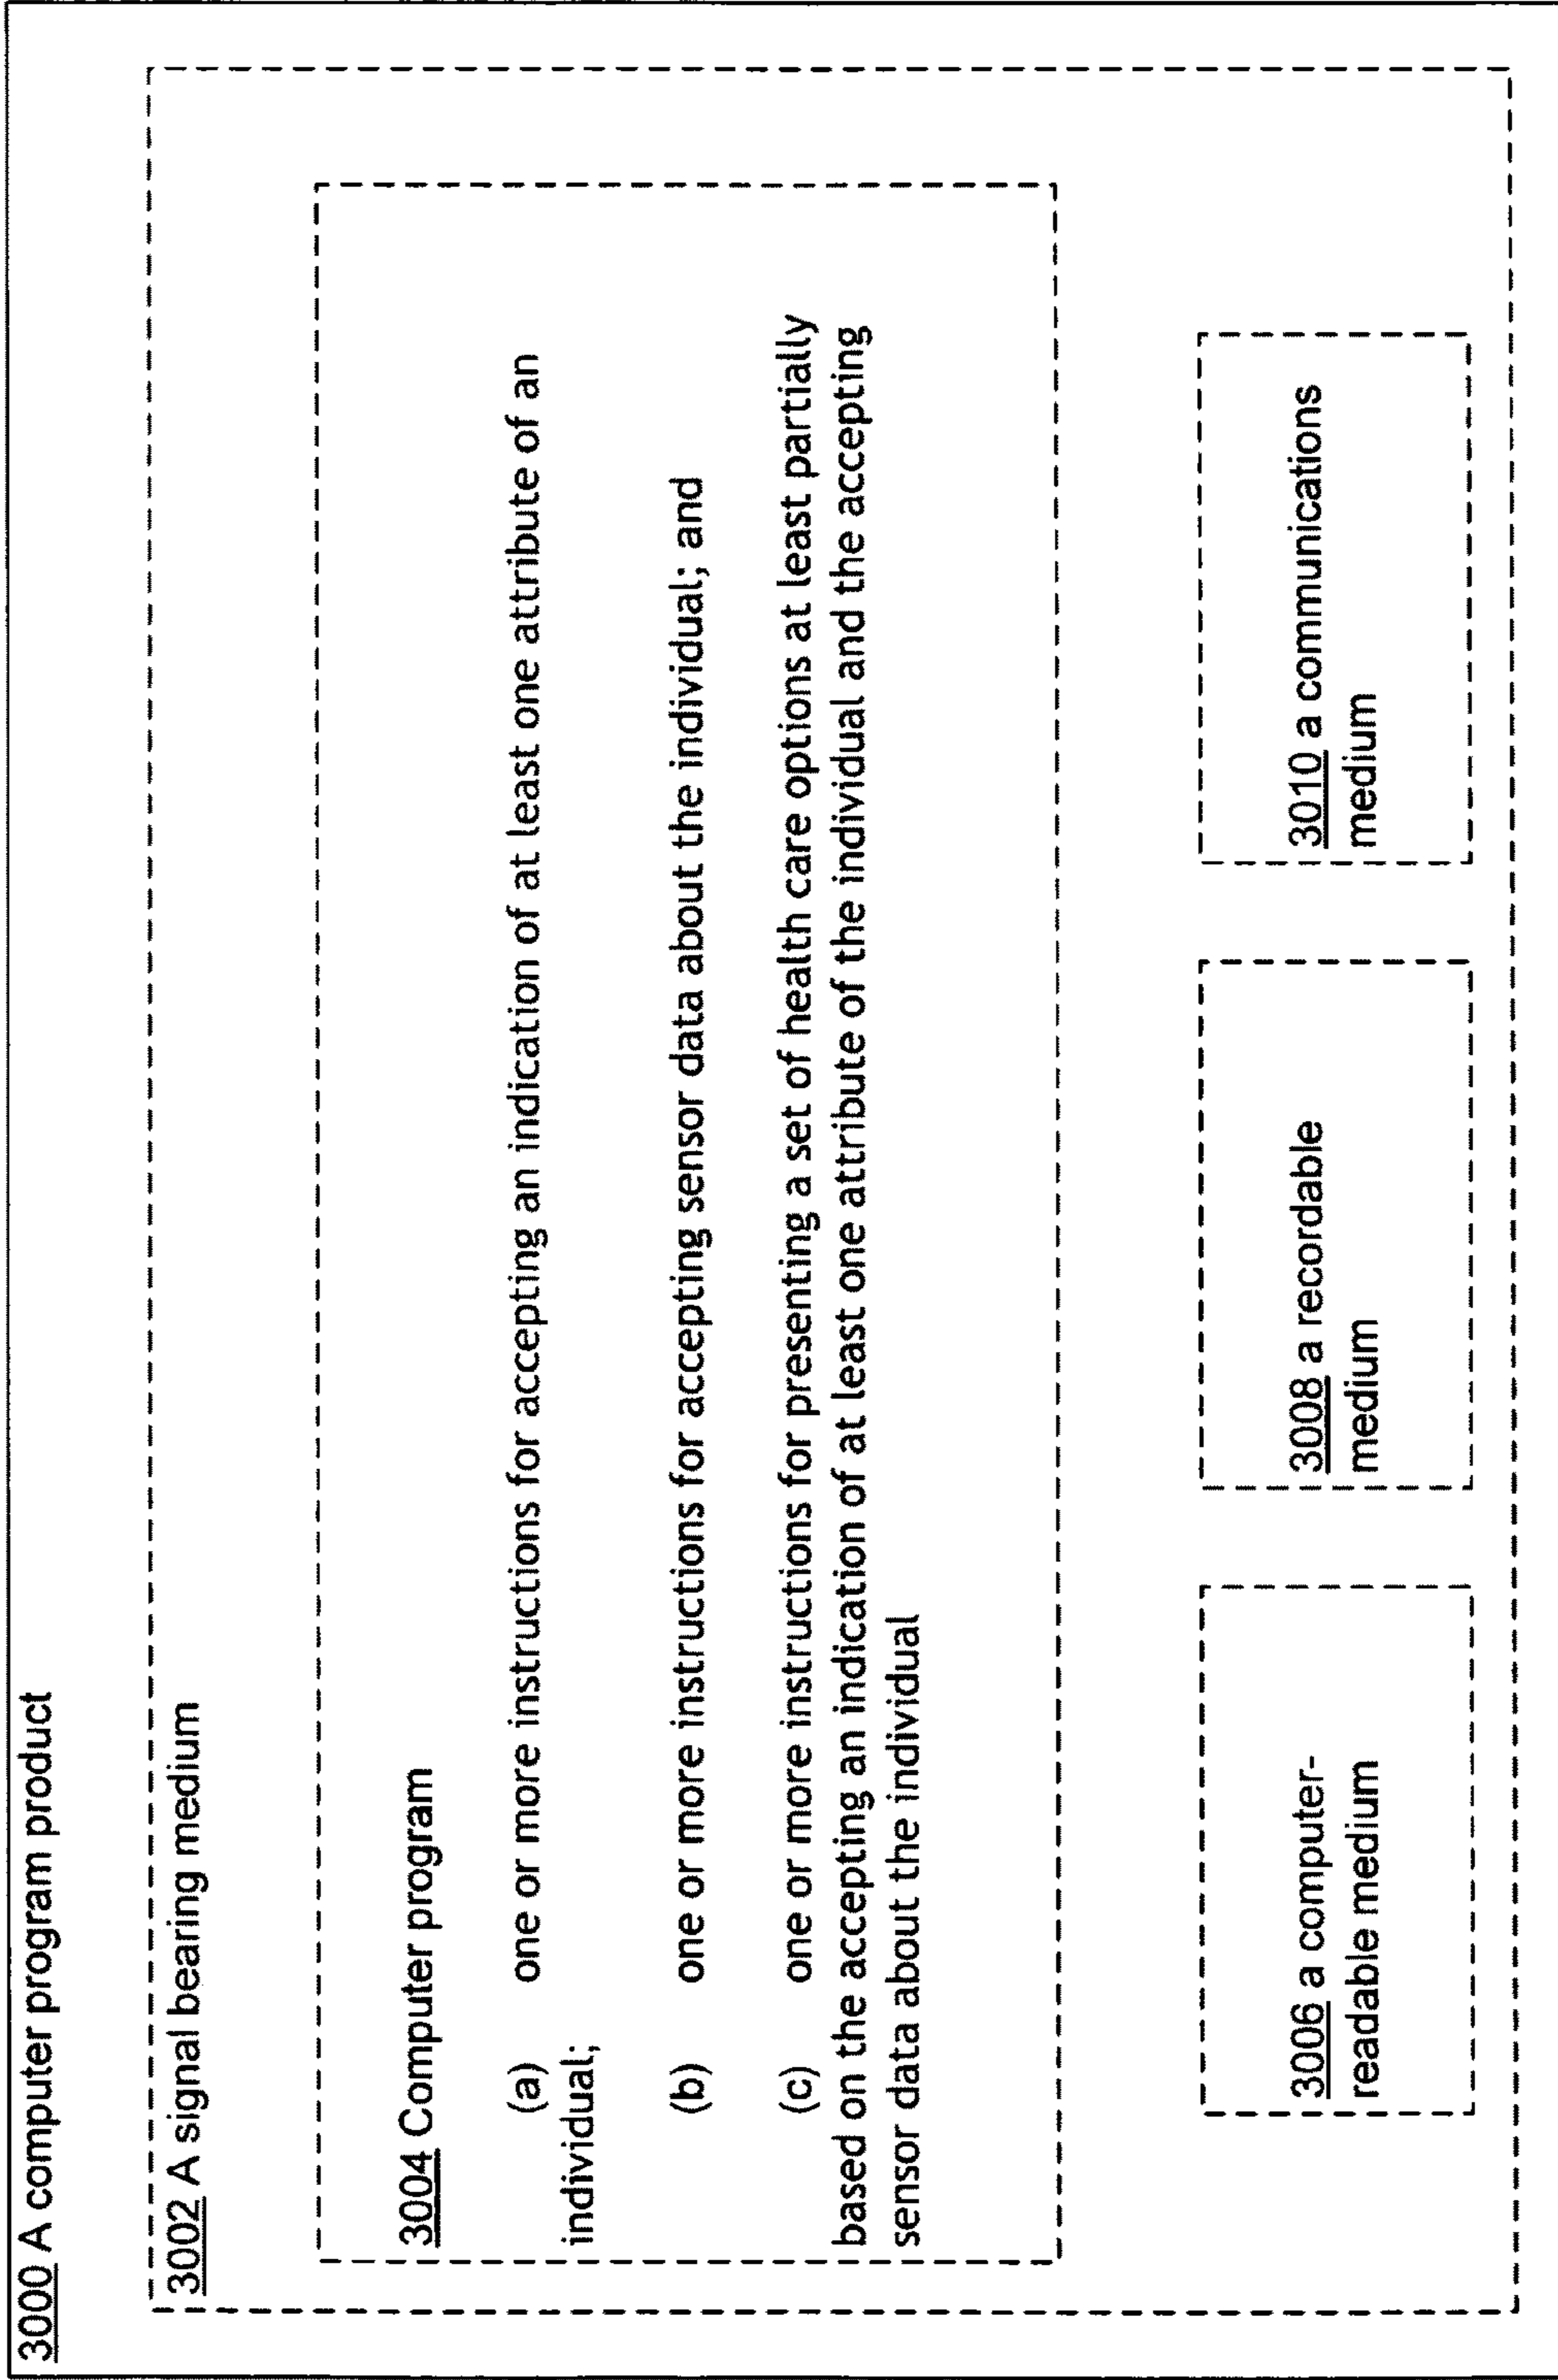 3000 A computer program product
3002 A signal bearing medium
3004 Computer program
(a) one or more instructions for accepting an indication of at least one attribute of an
individual;
(b) one or more instructions for accepting sensor data about the individual; and
(c) one or more instructions for presenting a set of health care options at least partially
based on the accepting an indication of at least one attribute of the individual and the accepting
sensor data about the individual
3006 a computer-
readable medium
3008 a recordable
medium
3010 a communications
medium